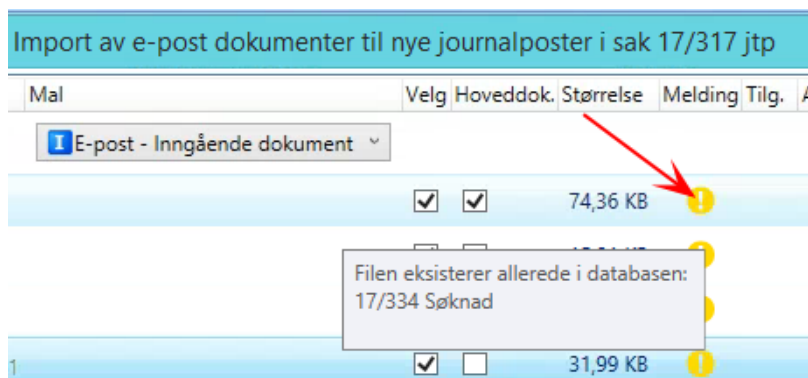 Import av e-post dokumenter til nye journalposter i sak 17/317 jtp
Mal Velg Hoveddok. Størrelse Melding Tilg.
I E-post - Inngående dokument
74,36 KB
Filen eksisterer allerede i databasen:
17/334 Søknad
1 31,99 KB